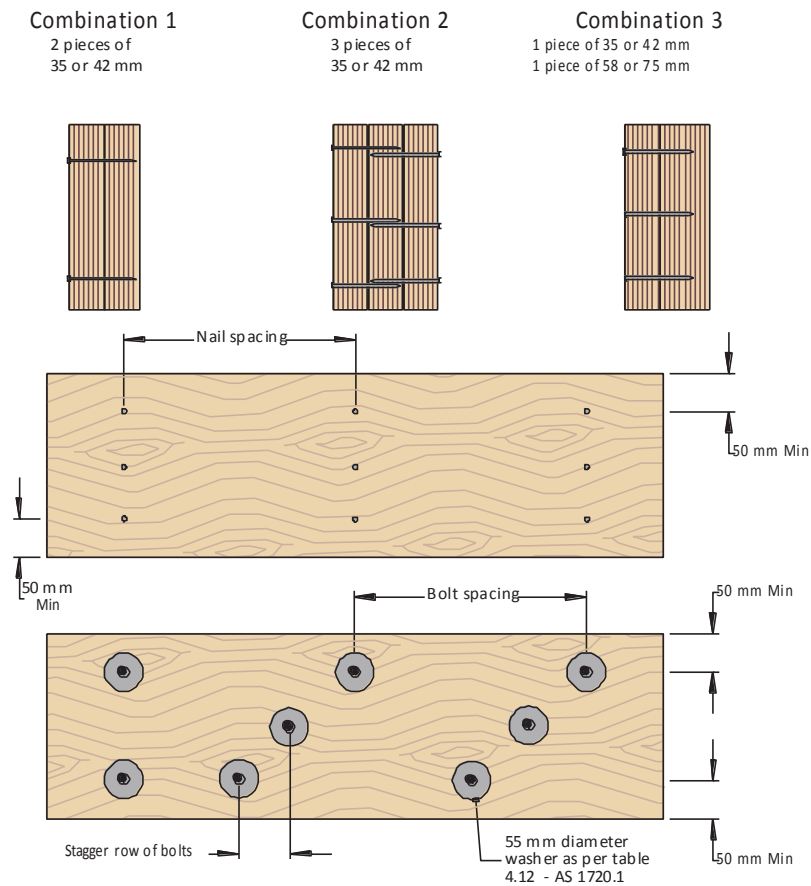 Combination 1
2 pieces of
35 or 42 mm
Combination 2
3 pieces of
35 or 42 mm
Combination 3
1 piece of 35 or 42 mm
1 piece of 58 or 75 mm
Nail spacing
50 mm Min
50 mm
Min
Bolt spacing
50 mm Min
Stagger row of bolts
55 mm diameter
washer as per table
4.12 - AS 1720.1
50 mm Min